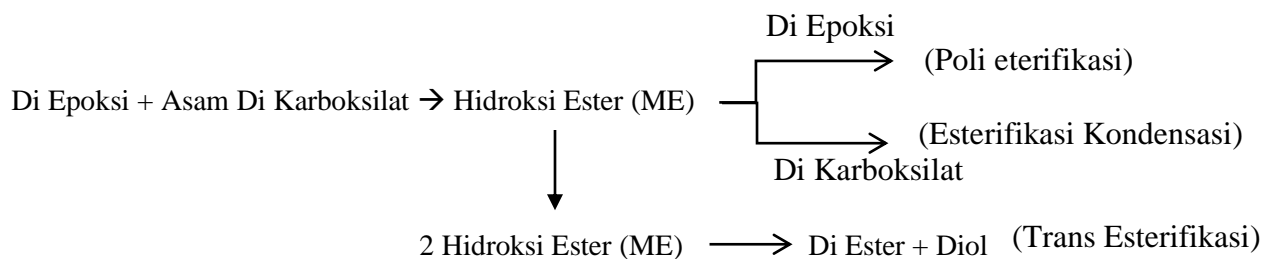 Di Epoksi
(Poli eterifikasi)
Di Epoksi + Asam Di Karboksilat → Hidroksi Ester (ME)
(Esterifikasi Kondensasi)
Di Karboksilat
2 Hidroksi Ester (ME) → Di Ester + Diol (Trans Esterifikasi)